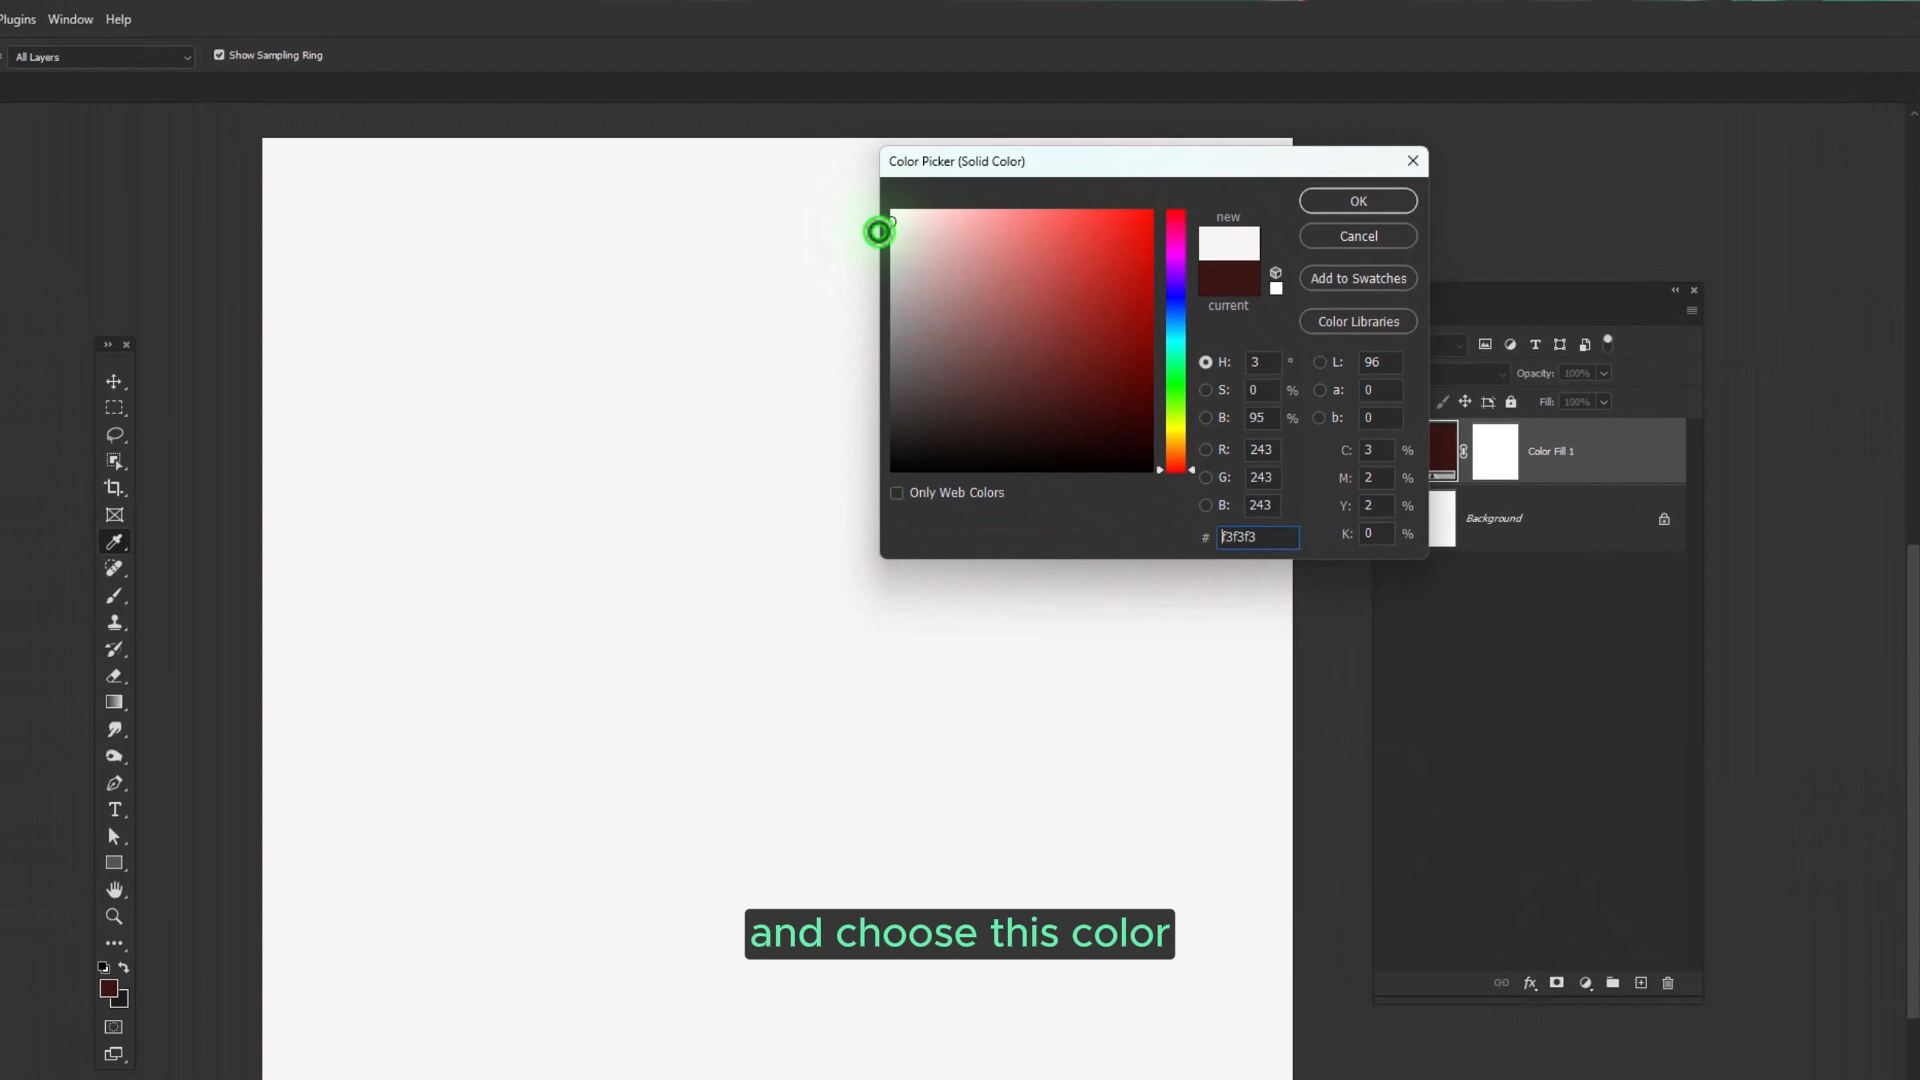 Plugins Window Help
All Layers Show Sampling Ring
Color Picker (Solid Color)
new
current
OK
Cancel
Add to Swatches
Color Libraries
H: 3 ° L: 96
S: 0 % a: 0
B: 95 % b: 0
R: 243 C: 3 %
G: 243 M: 2 %
B: 243 Y: 2 %
# f3f3f3 K: 0 %
Only Web Colors
Opacity: 100%
Fill: 100%
Color Fill 1
Background
and choose this color